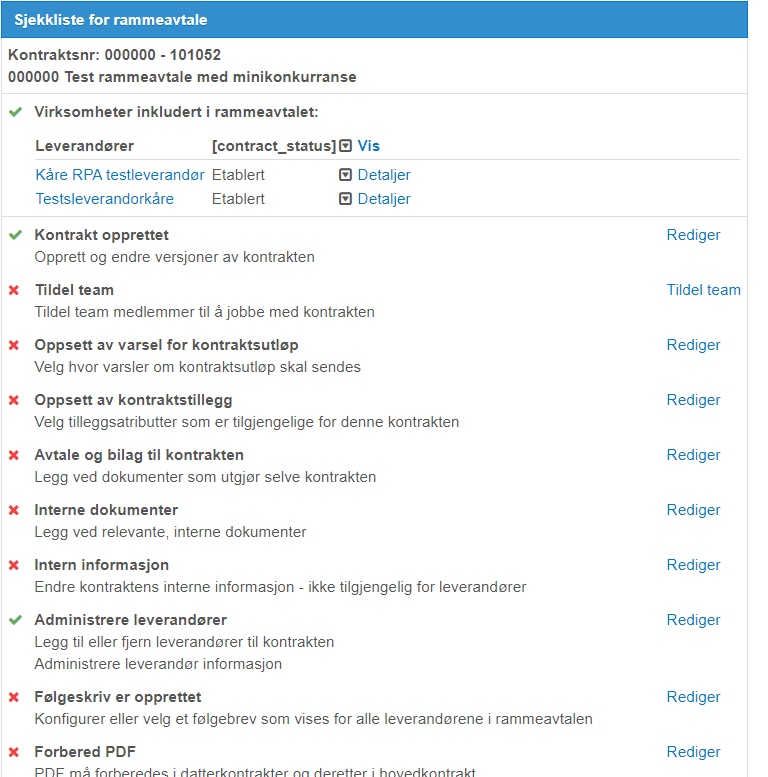 Sjekkliste for rammeavtale
Kontraktsnr: 000000 - 101052
000000 Test rammeavtale med minikonkurranse
Virksomheter inkludert i rammeavtalet:
Leverandører [contract_status] Vis
Kåre RPA testleverandør Etablert Detaljer
Testsleverandorkåre Etablert Detaljer
Kontrakt opprettet Rediger
Opprett og endre versjoner av kontrakten
Tildel team Tildel team
Tildel team medlemmer til å jobbe med kontrakten
Oppsett av varsel for kontraktsutløp Rediger
Velg hvor varsler om kontraktsutløp skal sendes
Oppsett av kontraktstillegg Rediger
Velg tilleggsatributter som er tilgjengelige for denne kontrakten
Avtale og bilag til kontrakten Rediger
Legg ved dokumenter som utgjør selve kontrakten
Interne dokumenter Rediger
Legg ved relevante, interne dokumenter
Intern informasjon Rediger
Endre kontraktens interne informasjon - ikke tilgjengelig for leverandører
Administrere leverandører Rediger
Legg til eller fjern leverandører til kontrakten
Administrere leverandør informasjon
Følgeskriv er opprettet Rediger
Konfigurer eller velg et følgebrev som vises for alle leverandørene i rammeavtalen
Forbered PDF Rediger
PDF må forberedes i datterkontrakter og deretter i hovedkontrakt